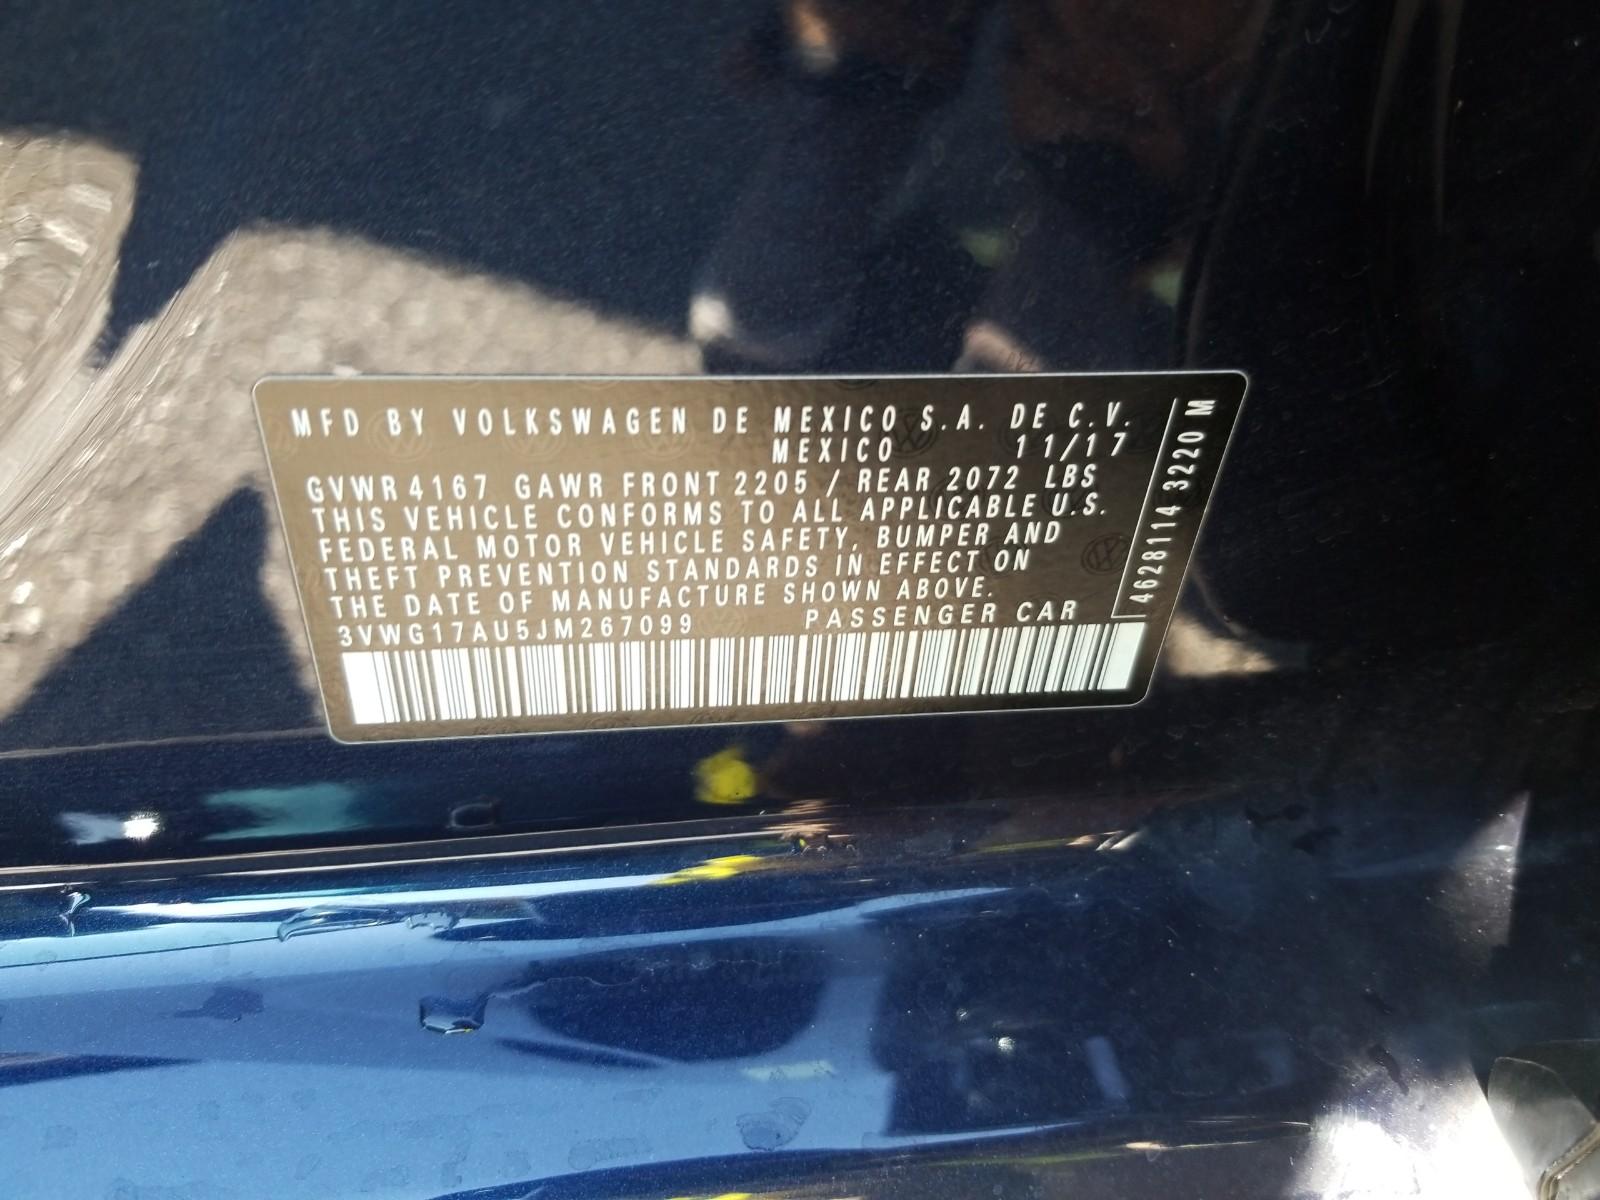 MFD BY VOLKSWAGEN DE MEXICO S.A. DE C.V.
MEXICO 11/17
GVWR 4167 GAWR FRONT 2205 / REAR 2072 LBS
THIS VEHICLE CONFORMS TO ALL APPLICABLE U.S.
FEDERAL MOTOR VEHICLE SAFETY, BUMPER AND
THEFT PREVENTION STANDARDS IN EFFECT ON
THE DATE OF MANUFACTURE SHOWN ABOVE.
3VWG17AU5JM267099 PASSENGER CAR
4628114 3220 M